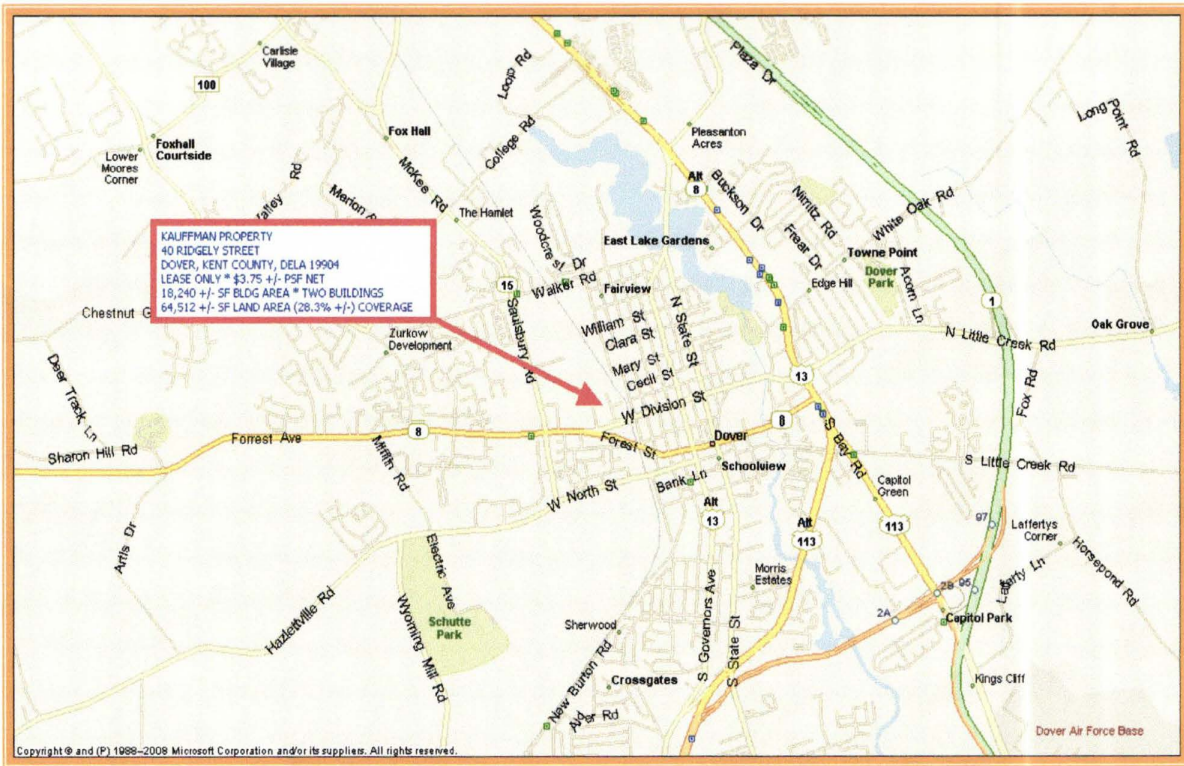 Carlisle
Village
100
Loop Rd
Plaza Dr
Long Point Rd
Foxhall
Courtside
Lower
Moores
Corner
Fox Hall
McKee Rd
College Rd
Pleasanton
Acres
Alt
8
Buckson Dr
Nimitz Rd
Frear Dr
White Oak Rd
The Hamlet
Woodcrest Dr
East Lake Gardens
Towne Point
Dover
Park
Acorn Ln
KAUFFMAN PROPERTY
40 RIDGELY STREET
DOVER, KENT COUNTY, DELA 19904
LEASE ONLY * $3.75 +/- PSF NET
18,240 +/- SF BLDG AREA * TWO BUILDINGS
64,512 +/- SF LAND AREA (28.3% +/-) COVERAGE
15
Saulsbury Rd
Walker Rd
Fairview
Edge Hill
1
N State St
William St
Clara St
Mary St
Cecil St
Chestnut G
Zurkow
Development
N Little Creek Rd
Oak Grove
Fox Rd
13
W Division St
Deer Track Ln
Sharon Hill Rd
Forrest Ave
8
Mifflin Rd
Forest St
Dover
8
S Bay Rd
Schoolview
S Little Creek Rd
W North St
Bank Ln
Capitol
Green
Alt
13
Alt
113
113
97
Laffertys
Corner
Lafferty Ln
Horsepond Rd
Artis Dr
Electric Ave
Schutte
Park
Morris
Estates
2B
95
2A
Capitol Park
Hazlettville Rd
Wyoming Mill Rd
Sherwood
S Governors Ave
S State St
New Burton Rd
Crossgates
Kings Cliff
Alder Rd
Dover Air Force Base
Copyright © and (P) 1988–2008 Microsoft Corporation and/or its suppliers. All rights reserved.